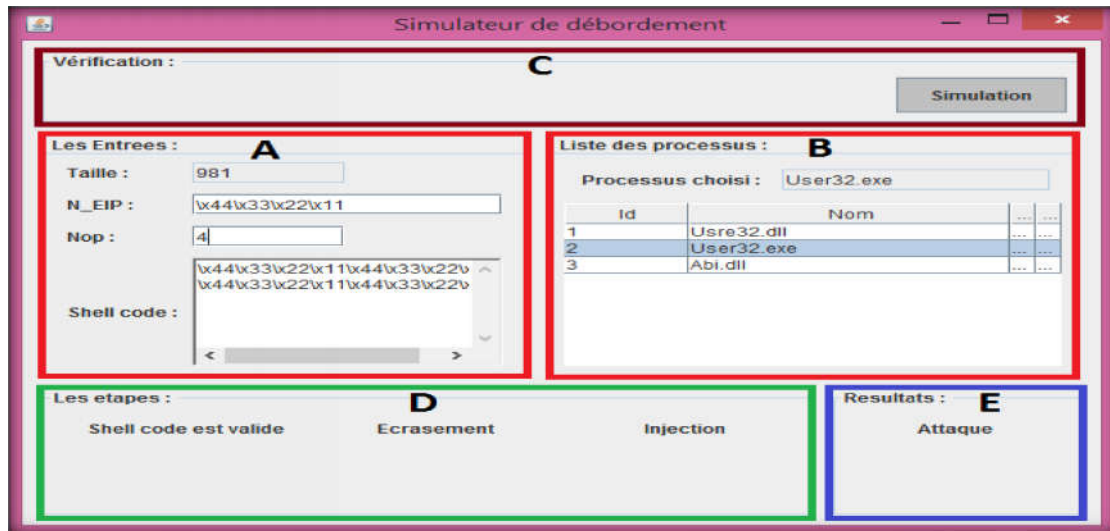 Simulateur de débordement
Vérification :
C
Simulation
Les Entrees :
A
Taille :
981
N_EIP :
\x44\x33\x22\x11
Nop :
4
Shell code :
\x44\x33\x22\x11\x44\x33\x22\
\x44\x33\x22\x11\x44\x33\x22\
Liste des processus :
B
Processus choisi :
User32.exe
Id Nom ... ...
1 Usre32.dll ... ...
2 User32.exe ... ...
3 Abi.dll ... ...
Les etapes :
D
Shell code est valide Ecrasement Injection
Resultats :
E
Attaque